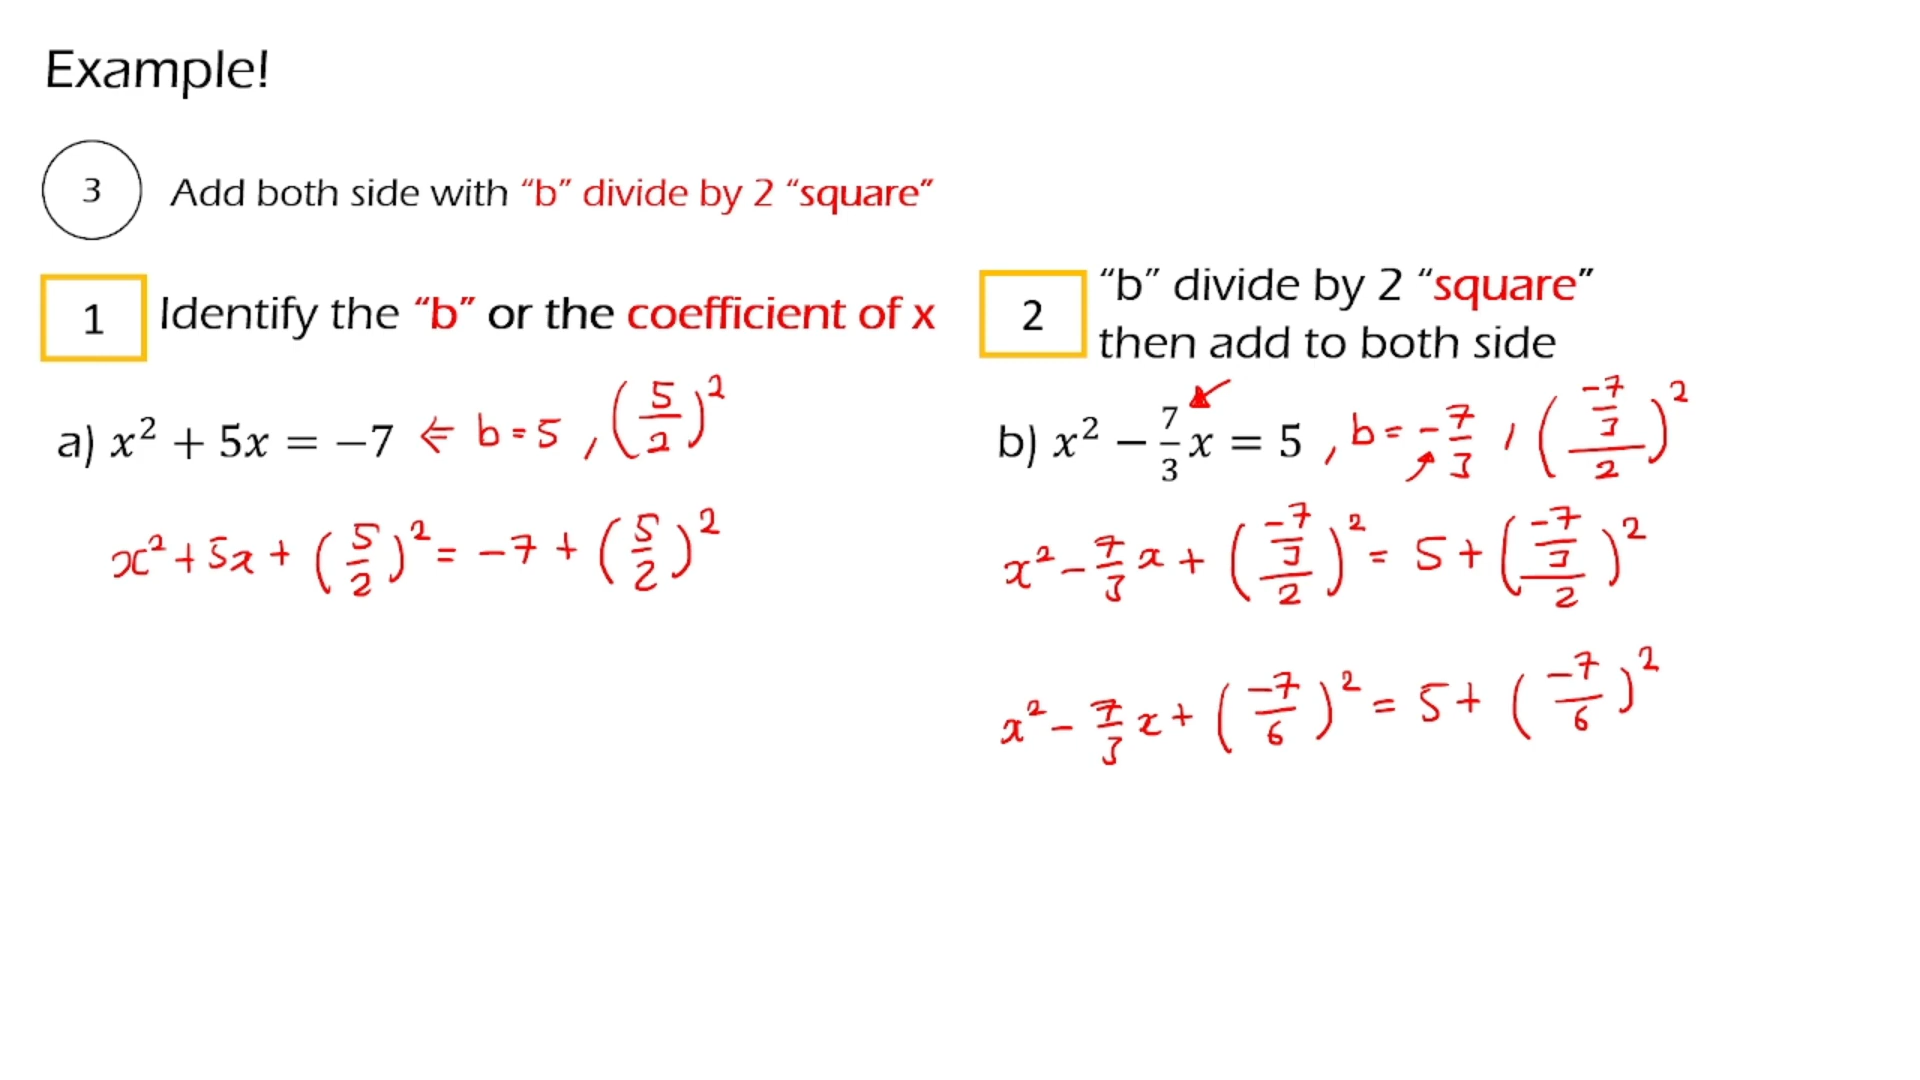 Example!
3 Add both side with “b” divide by 2 “square”
1 Identify the “b” or the coefficient of x
a) x² + 5x = −7 ⇐ b = 5 , (5/2)²
x² + 5x + (5/2)² = −7 + (5/2)²
2 “b” divide by 2 “square”
then add to both side
b) x² − 7/3 x = 5 , b = −7/3 , ((−7/3)/2)²
x² − 7/3 x + ((−7/3)/2)² = 5 + ((−7/3)/2)²
x² − 7/3 x + (−7/6)² = 5 + (−7/6)²